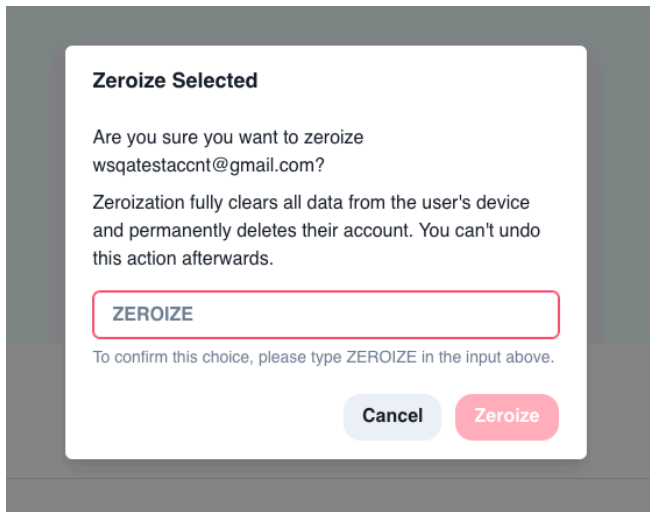 Zeroize Selected
Are you sure you want to zeroize
wsqatestaccnt@gmail.com?
Zeroization fully clears all data from the user's device
and permanently deletes their account. You can't undo
this action afterwards.
ZEROIZE
To confirm this choice, please type ZEROIZE in the input above.
Cancel Zeroize